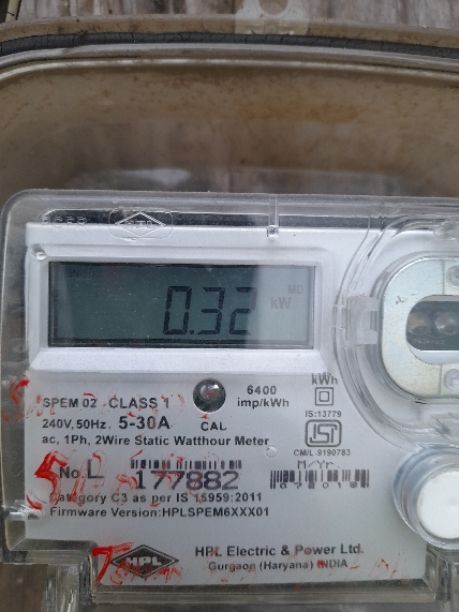 MD
0.32 kW
kWh
6400
imp/kWh
IS:13779
SPEM 02 CLASS 1
240V, 50Hz. 5-30A CAL
ac, 1Ph, 2Wire Static Watthour Meter
ISI
CM/L-9190783
M/Yr.
No. L 177882
Category C3 as per IS 15959:2011
Firmware Version:HPLSPEM6XXX01
HPL
HPL Electric & Power Ltd.
Gurgaon (Haryana) INDIA